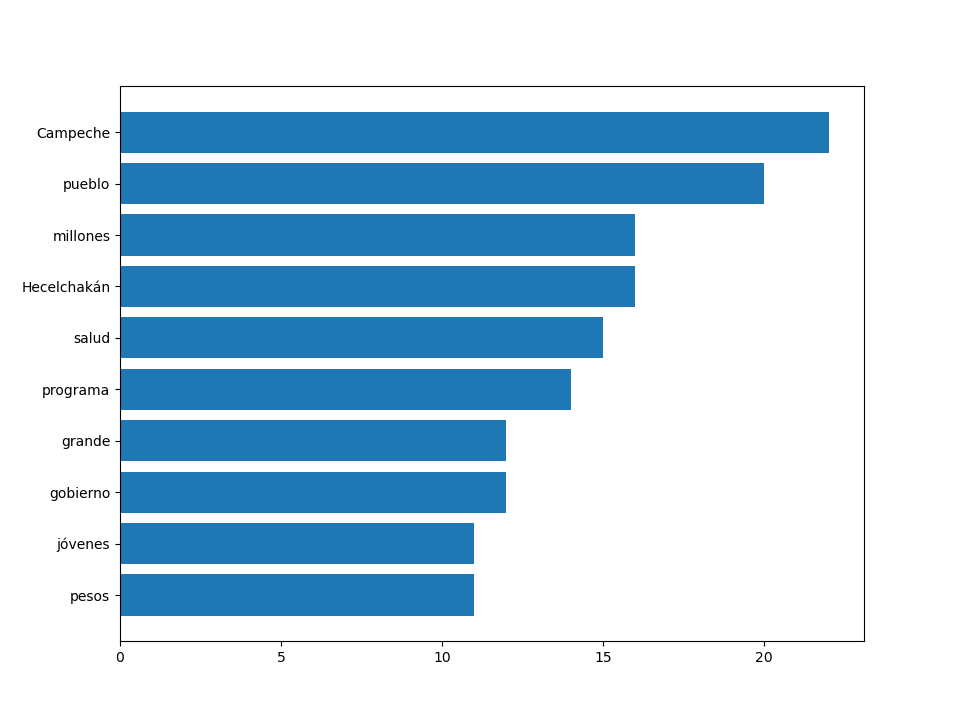 Campeche
pueblo
millones
Hecelchakán
salud
programa
grande
gobierno
jóvenes
pesos
0 5 10 15 20